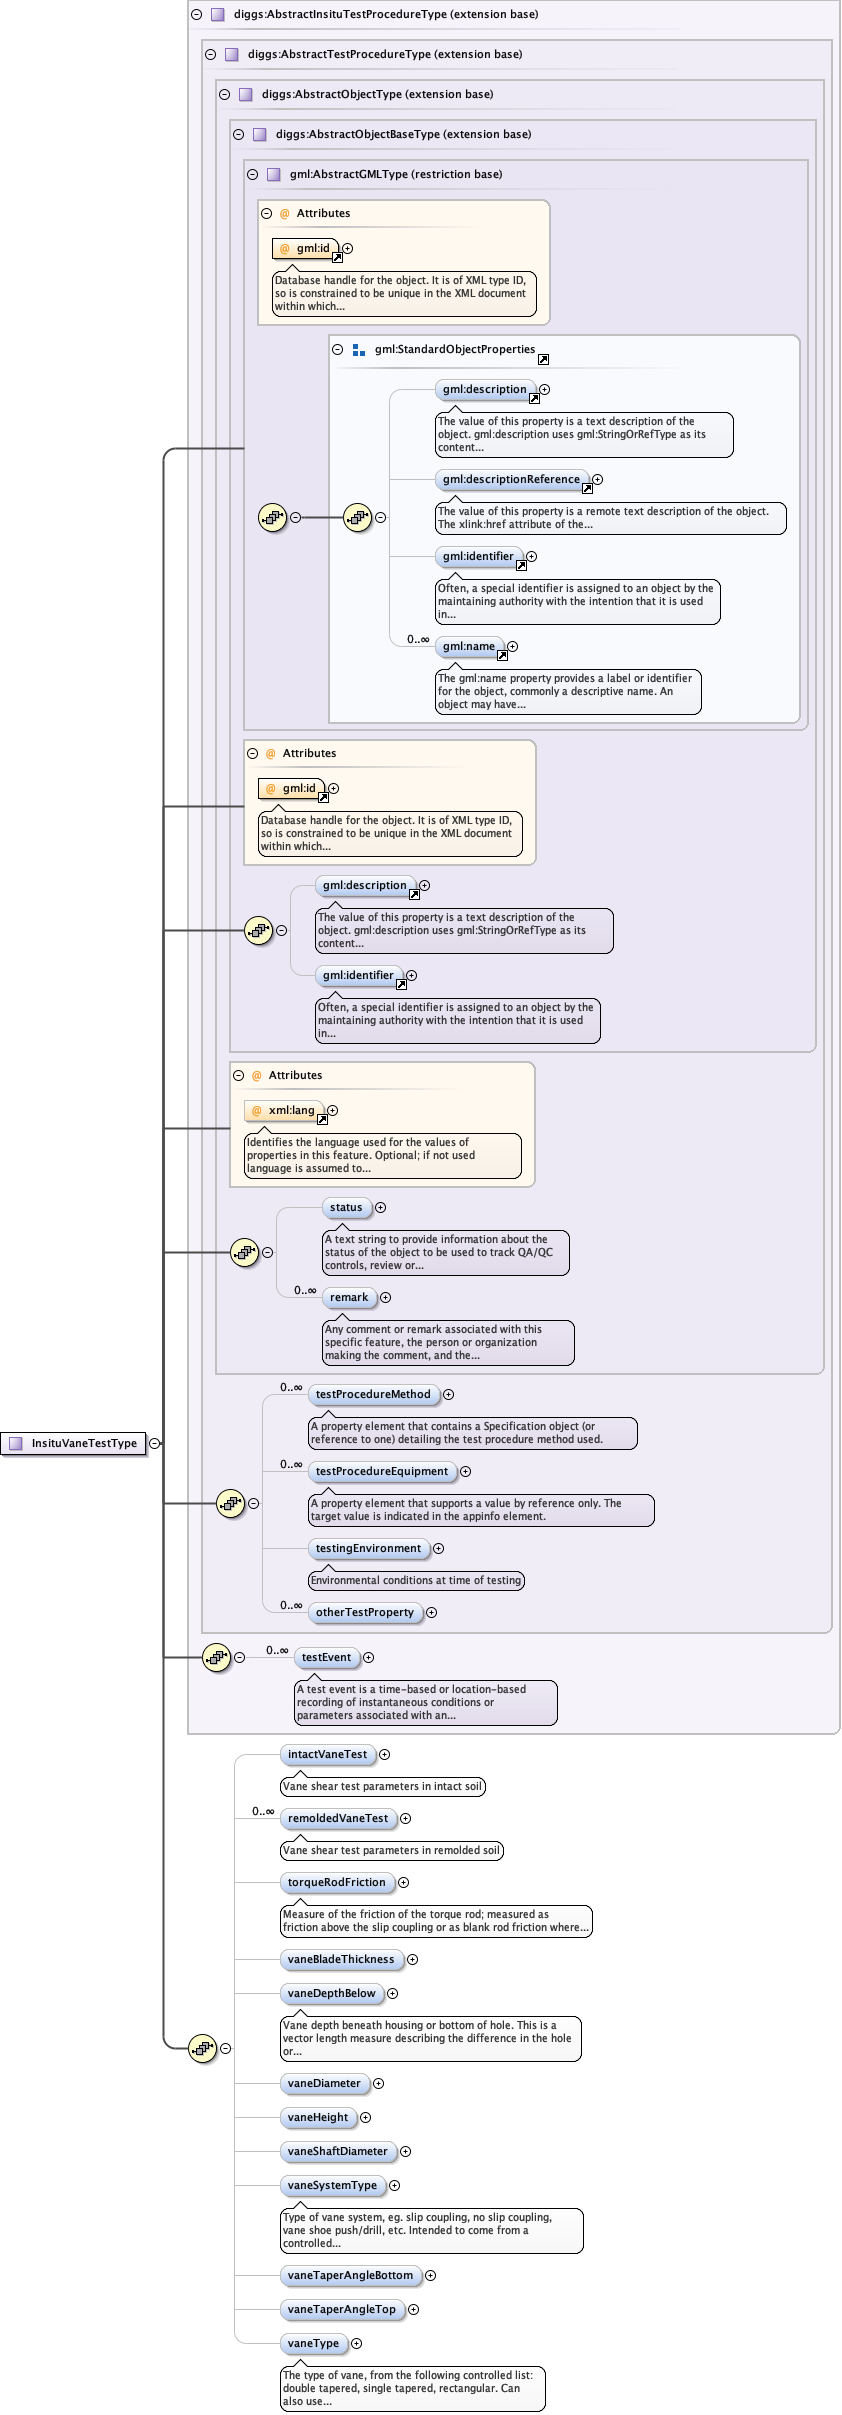 diggs:AbstractInsituTestProcedureType (extension base)
diggs:AbstractTestProcedureType (extension base)
diggs:AbstractObjectType (extension base)
diggs:AbstractObjectBaseType (extension base)
gml:AbstractGMLType (restriction base)
@ Attributes
@ gml:id
Database handle for the object. It is of XML type ID,
so is constrained to be unique in the XML document
within which...
gml:StandardObjectProperties
gml:description
The value of this property is a text description of the
object. gml:description uses gml:StringOrRefType as its
content...
gml:descriptionReference
The value of this property is a remote text description of the object.
The xlink:href attribute of the...
gml:identifier
Often, a special identifier is assigned to an object by the
maintaining authority with the intention that it is used
in...
0..∞
gml:name
The gml:name property provides a label or identifier
for the object, commonly a descriptive name. An
object may have...
@ Attributes
@ gml:id
Database handle for the object. It is of XML type ID,
so is constrained to be unique in the XML document
within which...
gml:description
The value of this property is a text description of the
object. gml:description uses gml:StringOrRefType as its
content...
gml:identifier
Often, a special identifier is assigned to an object by the
maintaining authority with the intention that it is used
in...
@ Attributes
@ xml:lang
Identifies the language used for the values of
properties in this feature. Optional; if not used
language is assumed to...
status
A text string to provide information about the
status of the object to be used to track QA/QC
controls, review or...
0..∞
remark
Any comment or remark associated with this
specific feature, the person or organization
making the comment, and the...
0..∞
testProcedureMethod
A property element that contains a Specification object (or
reference to one) detailing the test procedure method used.
InsituVaneTestType
0..∞
testProcedureEquipment
A property element that supports a value by reference only. The
target value is indicated in the appinfo element.
testingEnvironment
Environmental conditions at time of testing
0..∞
otherTestProperty
0..∞
testEvent
A test event is a time-based or location-based
recording of instantaneous conditions or
parameters associated with an...
intactVaneTest
Vane shear test parameters in intact soil
0..∞
remoldedVaneTest
Vane shear test parameters in remolded soil
torqueRodFriction
Measure of the friction of the torque rod; measured as
friction above the slip coupling or as blank rod friction where...
vaneBladeThickness
vaneDepthBelow
Vane depth beneath housing or bottom of hole. This is a
vector length measure describing the difference in the hole
or...
vaneDiameter
vaneHeight
vaneShaftDiameter
vaneSystemType
Type of vane system, eg. slip coupling, no slip coupling,
vane shoe push/drill, etc. Intended to come from a
controlled...
vaneTaperAngleBottom
vaneTaperAngleTop
vaneType
The type of vane, from the following controlled list:
double tapered, single tapered, rectangular. Can
also use...